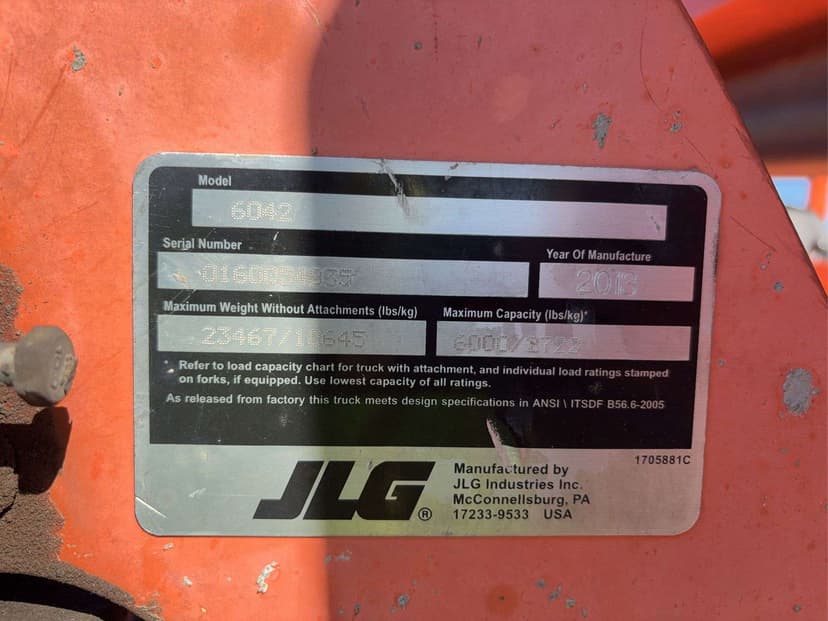 Model
6042
Serial Number
Year Of Manufacture
2013
Maximum Weight Without Attachments (lbs/kg)
Maximum Capacity (lbs/kg)*
23467/10645
* Refer to load capacity chart for truck with attachment, and individual load ratings stamped
on forks, if equipped. Use lowest capacity of all ratings.
As released from factory this truck meets design specifications in ANSI \ ITSDF B56.6-2005
1705881C
JLG®
Manufactured by
JLG Industries Inc.
McConnellsburg, PA
17233-9533 USA